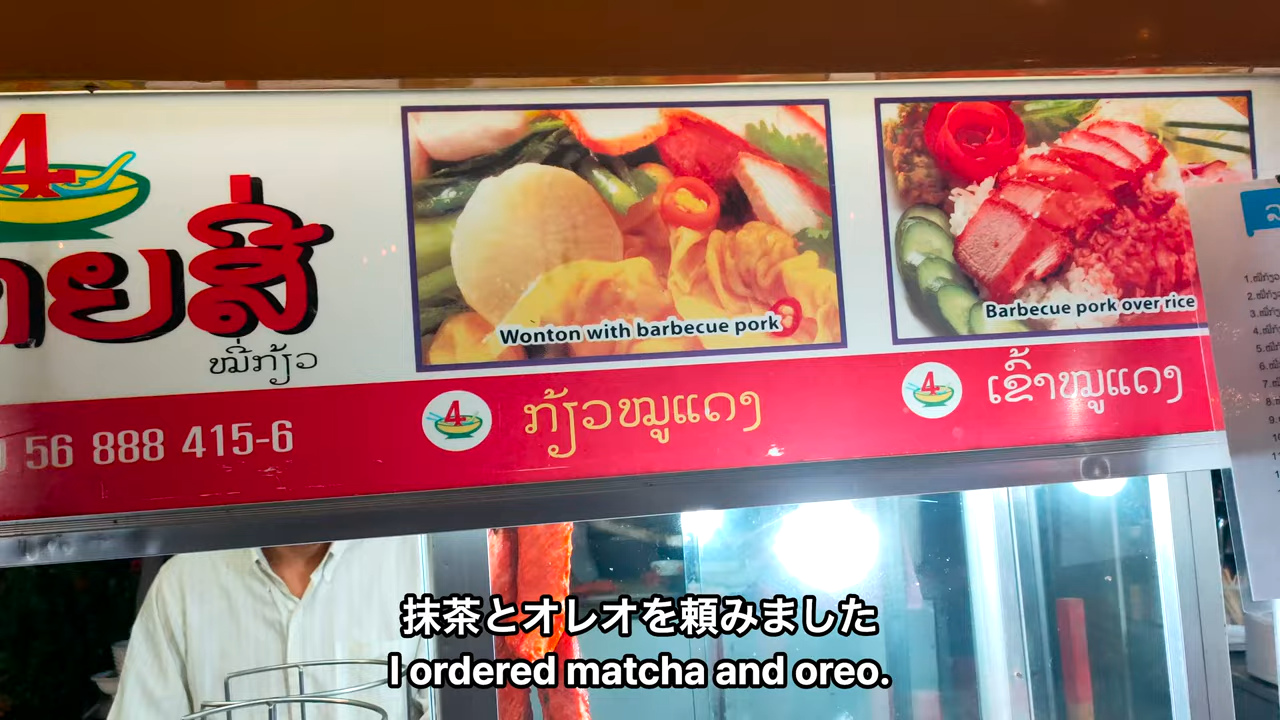 4
າຍສີ່
ໝີ່ກ້ຽວ
56 888 415-6
Wonton with barbecue pork
4
ກ້ຽວໝູແດງ
Barbecue pork over rice
4
ເຂົ້າໝູແດງ
抹茶とオレオを頼みました
I ordered matcha and oreo.